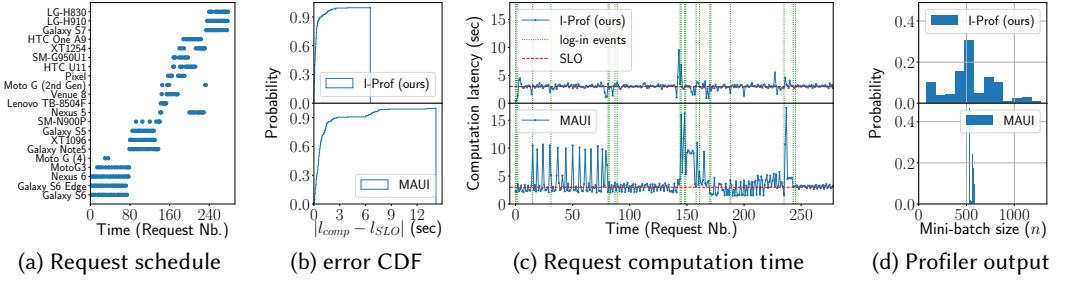 LG-H830
LG-H910
Galaxy S7
HTC One A9
XT1254
SM-G950U1
HTC U11
Pixel
Moto G (2nd Gen)
Venue 8
Lenovo TB-8504F
Nexus 5
SM-N900P
Galaxy S5
XT1096
Galaxy Note5
Moto G (4)
MotoG3
Nexus 6
Galaxy S6 Edge
Galaxy S6
0 80 160 240
Time (Request Nb.)
(a) Request schedule
Probability
0.9
0.6
0.3
0.0
I-Prof (ours)
0.9
0.6
0.3
0.0
MAUI
0 3 6 9 12
|l_comp − l_SLO| (sec)
(b) error CDF
Computation latency (sec)
15
10
5
0
I-Prof (ours)
log-in events
SLO
15
10
5
0
MAUI
0 50 100 150 200 250
Time (Request Nb.)
(c) Request computation time
Probability
0.4
0.2
0.0
I-Prof (ours)
0.4
0.2
0.0
MAUI
0 500 1000
Mini-batch size (n)
(d) Profiler output